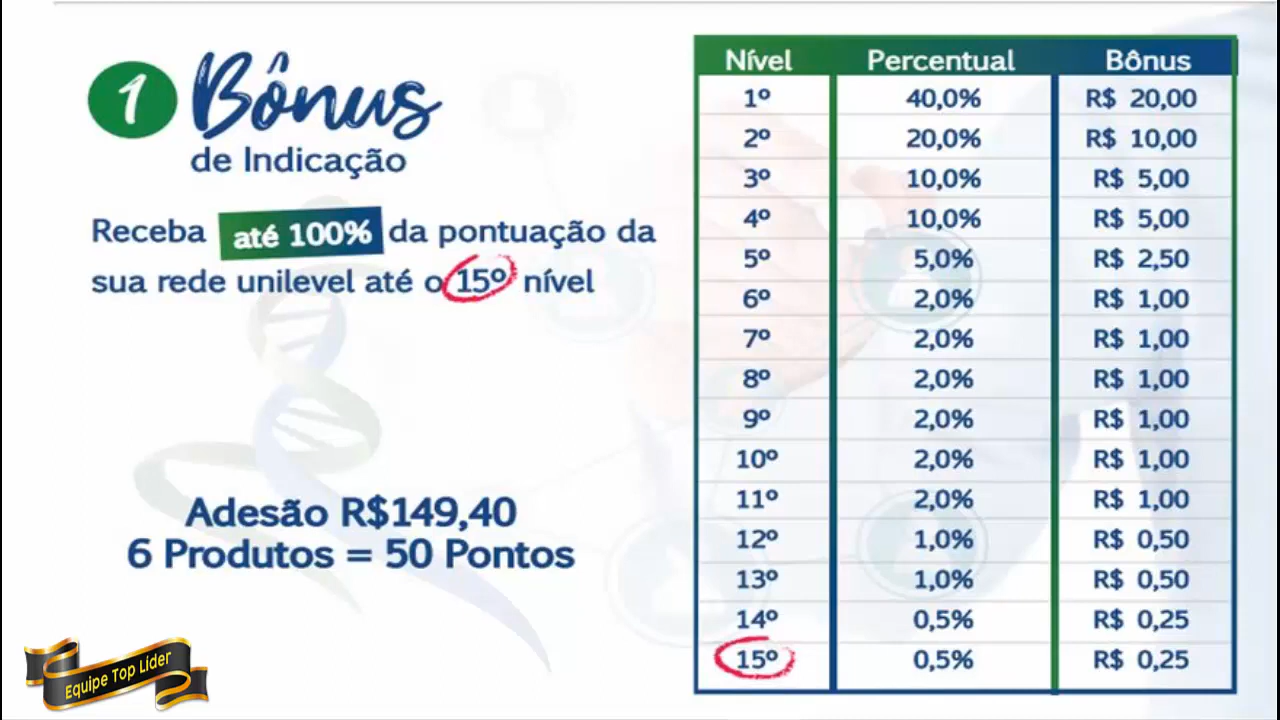 1 Bônus
de Indicação
Receba até 100% da pontuação da
sua rede unilevel até o 15º nível
Adesão R$149,40
6 Produtos = 50 Pontos
Equipe Top Líder
Nível Percentual Bônus
1º 40,0% R$ 20,00
2º 20,0% R$ 10,00
3º 10,0% R$ 5,00
4º 10,0% R$ 5,00
5º 5,0% R$ 2,50
6º 2,0% R$ 1,00
7º 2,0% R$ 1,00
8º 2,0% R$ 1,00
9º 2,0% R$ 1,00
10º 2,0% R$ 1,00
11º 2,0% R$ 1,00
12º 1,0% R$ 0,50
13º 1,0% R$ 0,50
14º 0,5% R$ 0,25
15º 0,5% R$ 0,25